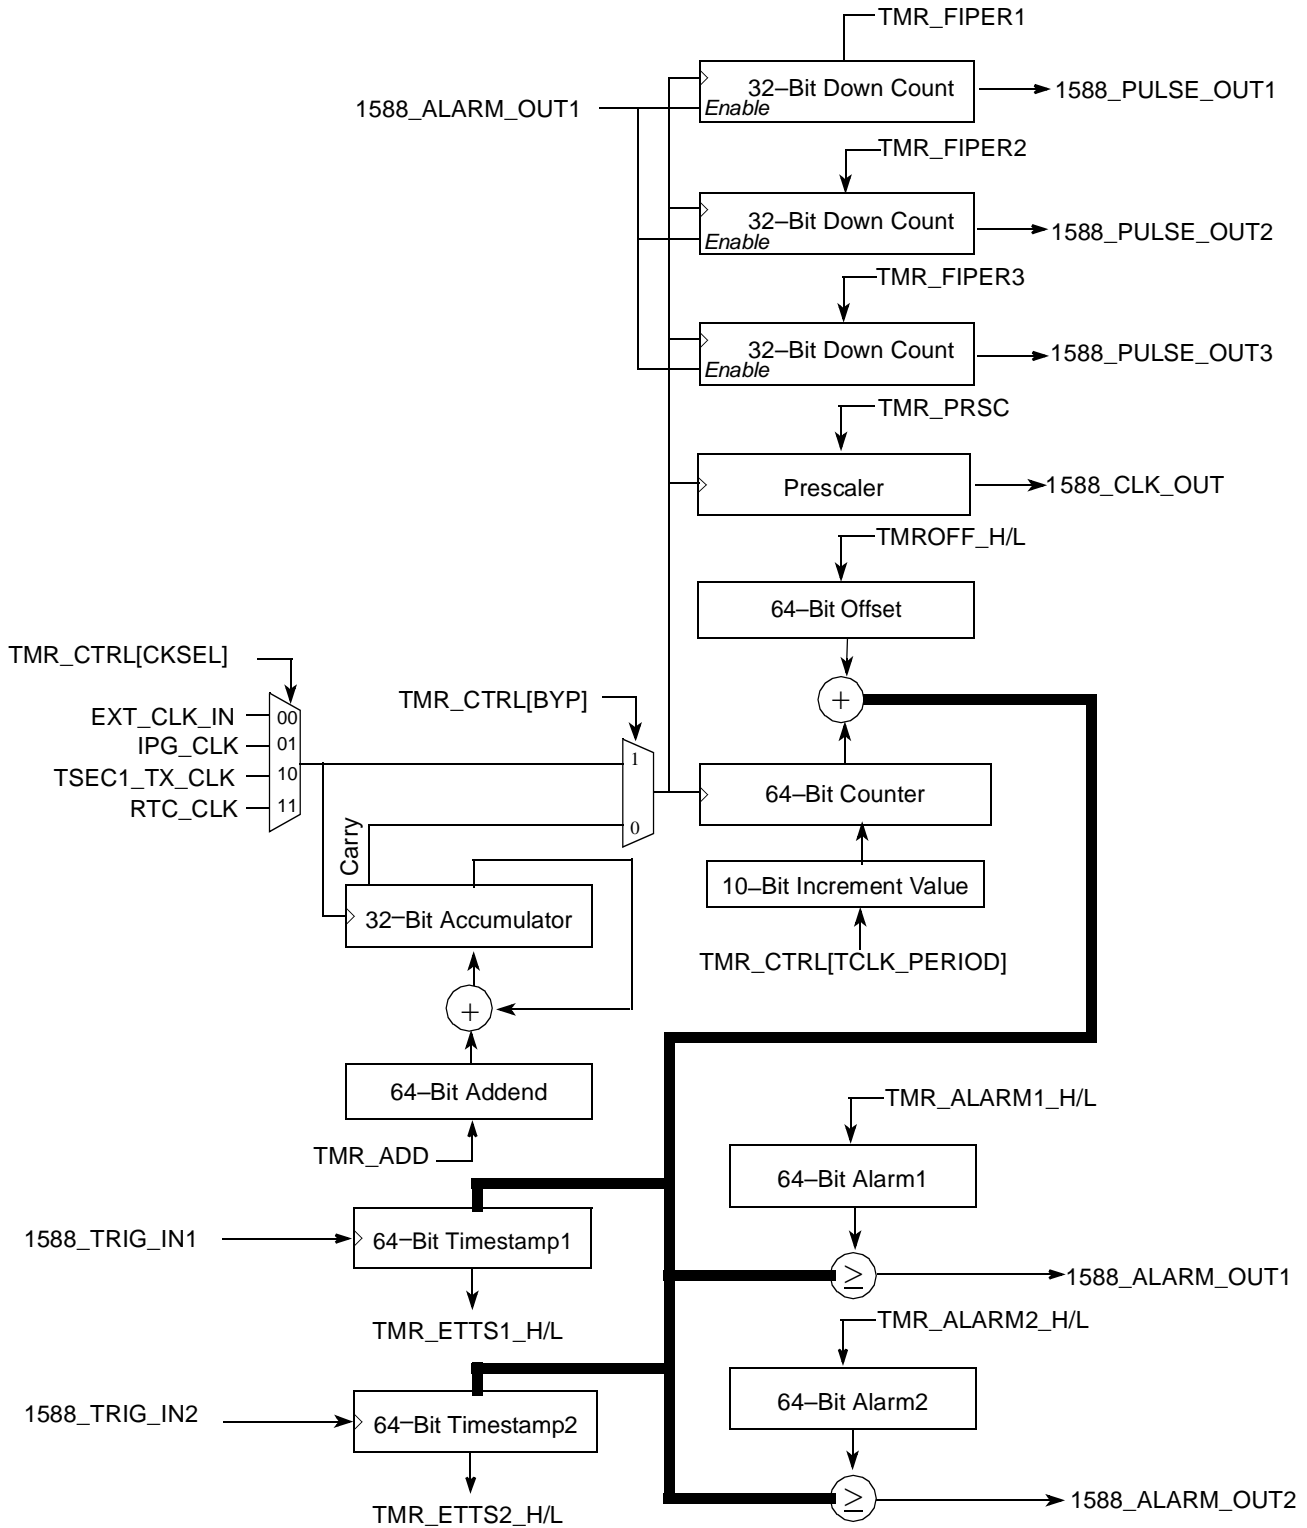 TMR_FIPER1
32–Bit Down Count
Enable
1588_PULSE_OUT1
1588_ALARM_OUT1
TMR_FIPER2
32–Bit Down Count
Enable
1588_PULSE_OUT2
TMR_FIPER3
32–Bit Down Count
Enable
1588_PULSE_OUT3
TMR_PRSC
Prescaler
1588_CLK_OUT
TMROFF_H/L
64–Bit Offset
+
TMR_CTRL[CKSEL]
EXT_CLK_IN
00
IPG_CLK
01
TSEC1_TX_CLK
10
RTC_CLK
11
TMR_CTRL[BYP]
1
0
64–Bit Counter
Carry
32–Bit Accumulator
10–Bit Increment Value
TMR_CTRL[TCLK_PERIOD]
+
64–Bit Addend
TMR_ADD
TMR_ALARM1_H/L
64–Bit Alarm1
≥
1588_ALARM_OUT1
1588_TRIG_IN1
64–Bit Timestamp1
TMR_ETTS1_H/L
TMR_ALARM2_H/L
64–Bit Alarm2
≥
1588_ALARM_OUT2
1588_TRIG_IN2
64–Bit Timestamp2
TMR_ETTS2_H/L